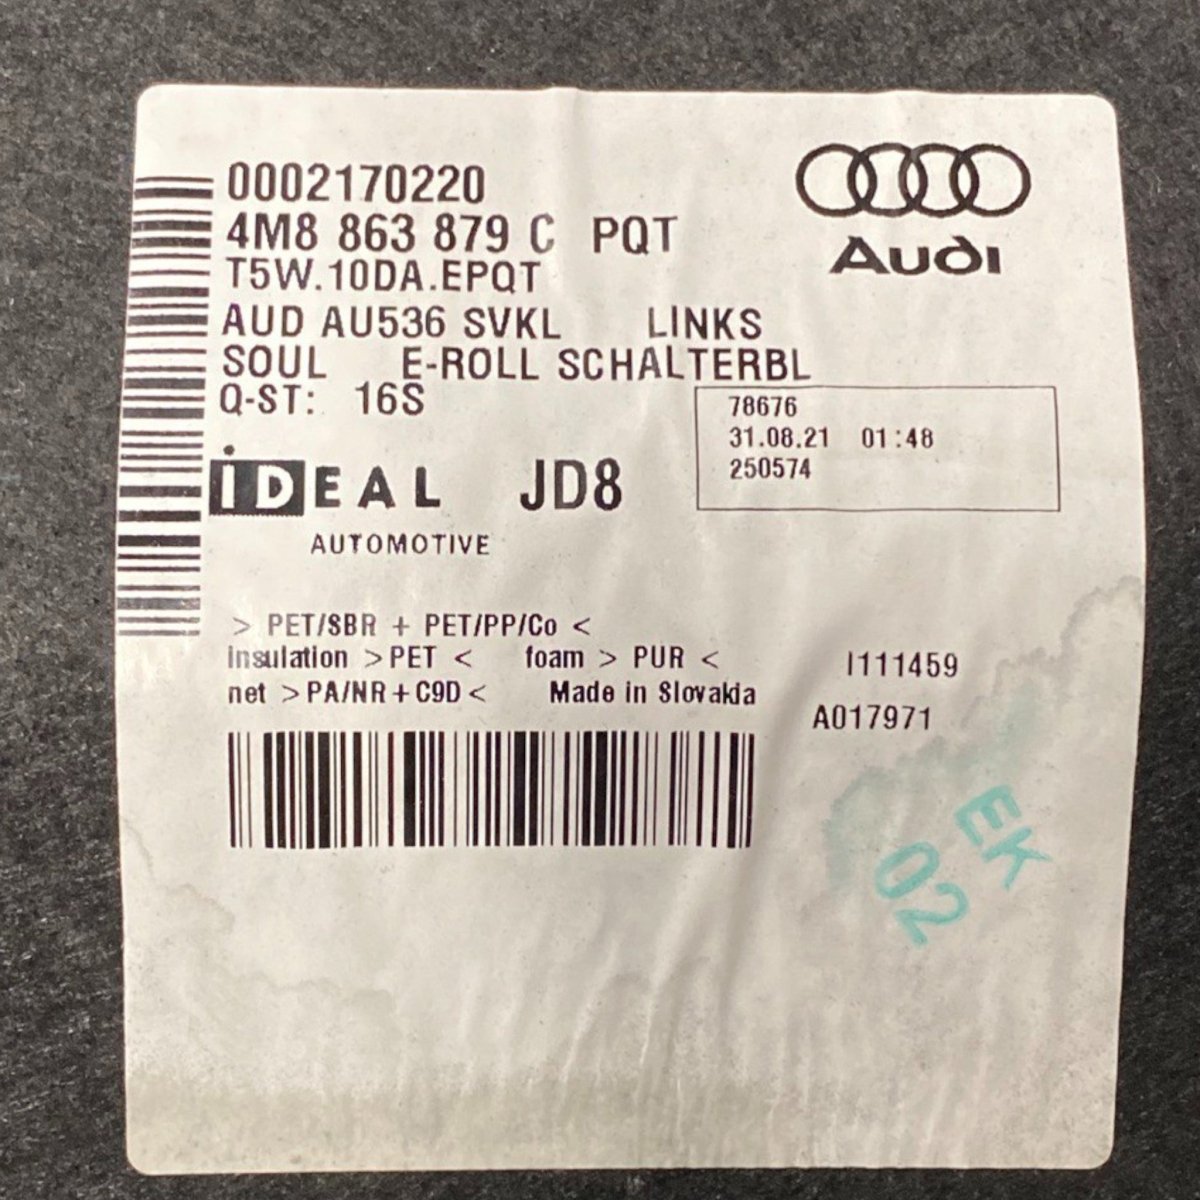 0002170220
4M8 863 879 C PQT
T5W.10DA.EPQT
AUD AU536 SVKL LINKS
SOUL E-ROLL SCHALTERBL
Q-ST: 16S
Audi
78676
31.08.21 01:48
250574
iDEAL JD8
AUTOMOTIVE
> PET/SBR + PET/PP/Co <
insulation >PET < foam > PUR <
net >PA/NR+C9D< Made in Slovakia
I111459
A017971
EK
02